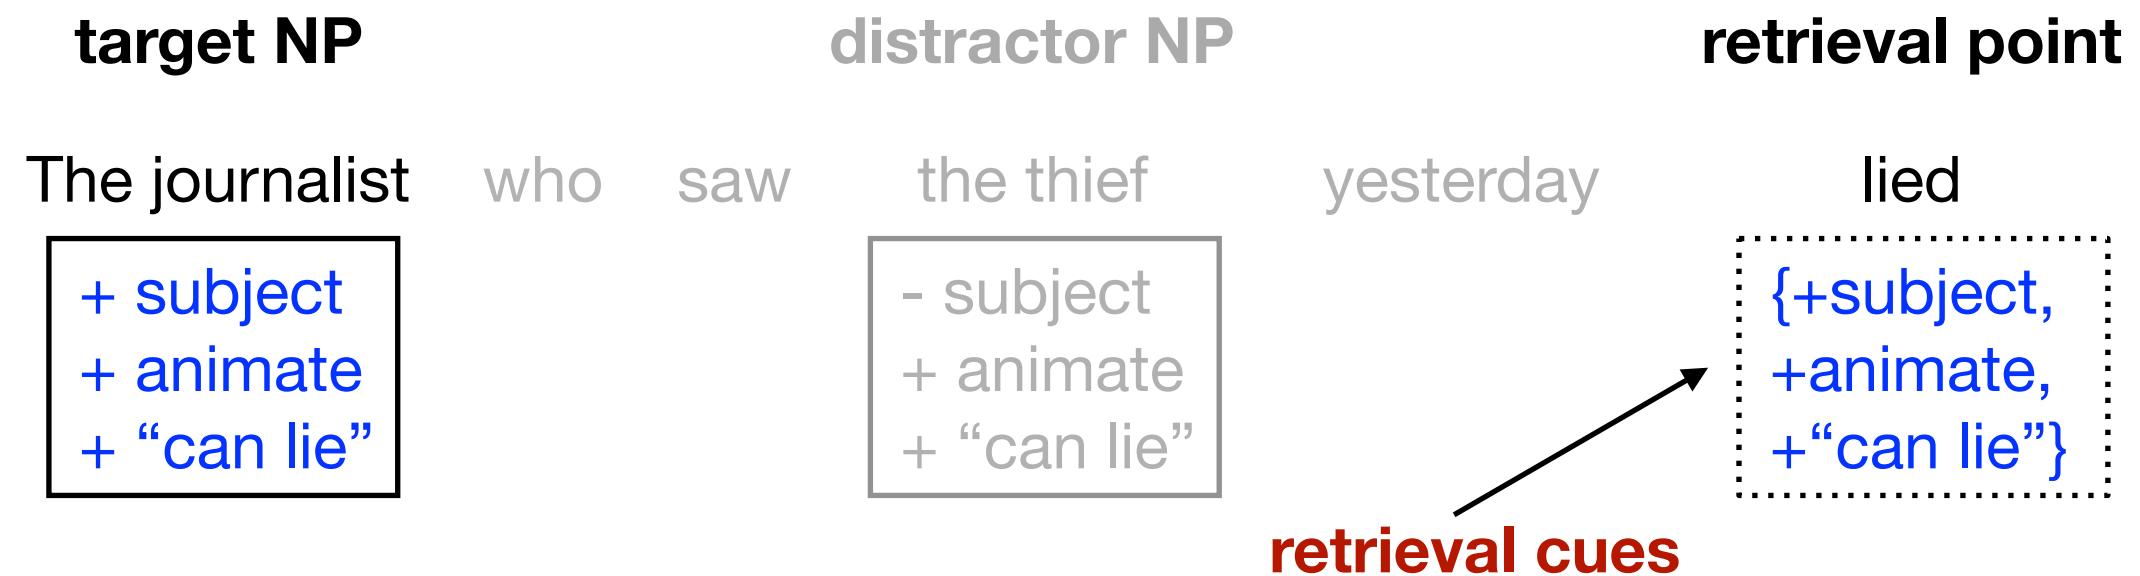 target NP distractor NP retrieval point
The journalist who saw the thief yesterday lied
+ subject
+ animate
+ “can lie”
- subject
+ animate
+ “can lie”
{+subject,
+animate,
+“can lie”}
retrieval cues